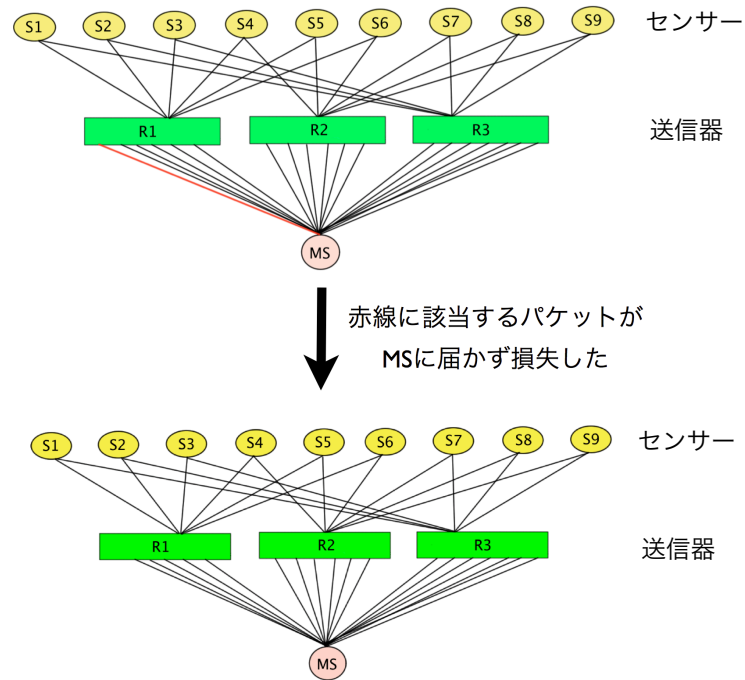 S1 S2 S3 S4 S5 S6 S7 S8 S9 センサー
R1 R2 R3 送信器
MS
赤線に該当するパケットが
MSに届かず損失した
S1 S2 S3 S4 S5 S6 S7 S8 S9 センサー
R1 R2 R3 送信器
MS